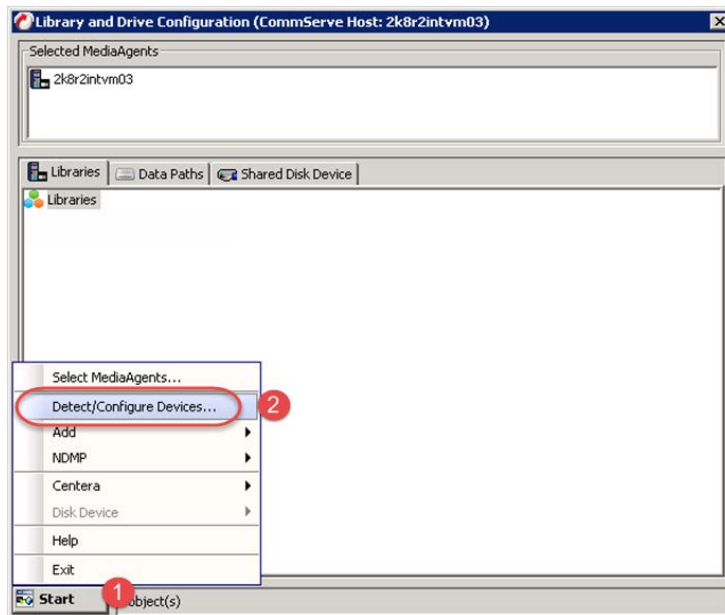 Library and Drive Configuration (CommServe Host: 2k8r2intvm03)
Selected MediaAgents
2k8r2intvm03
Libraries Data Paths Shared Disk Device
Libraries
Select MediaAgents...
Detect/Configure Devices... 2
Add
NDMP
Centera
Disk Device
Help
Exit
Start 1 object(s)